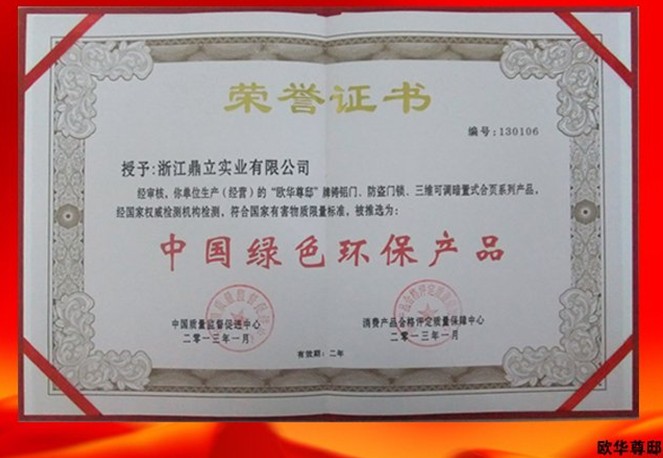 荣誉证书
编号:130106
授予:浙江鼎立实业有限公司
经审核，你单位生产（经营）的“欧华尊邸”牌铸铝门、防盗门锁、三维可调暗置式合页系列产品，
经国家权威检测机构检测，符合国家有害物质限量标准，被推选为：
中国绿色环保产品
中国质量监督促进中心
二零一三年一月
消费产品合格评定质量保障中心
二零一三年一月
有效期：二年
欧华尊邸